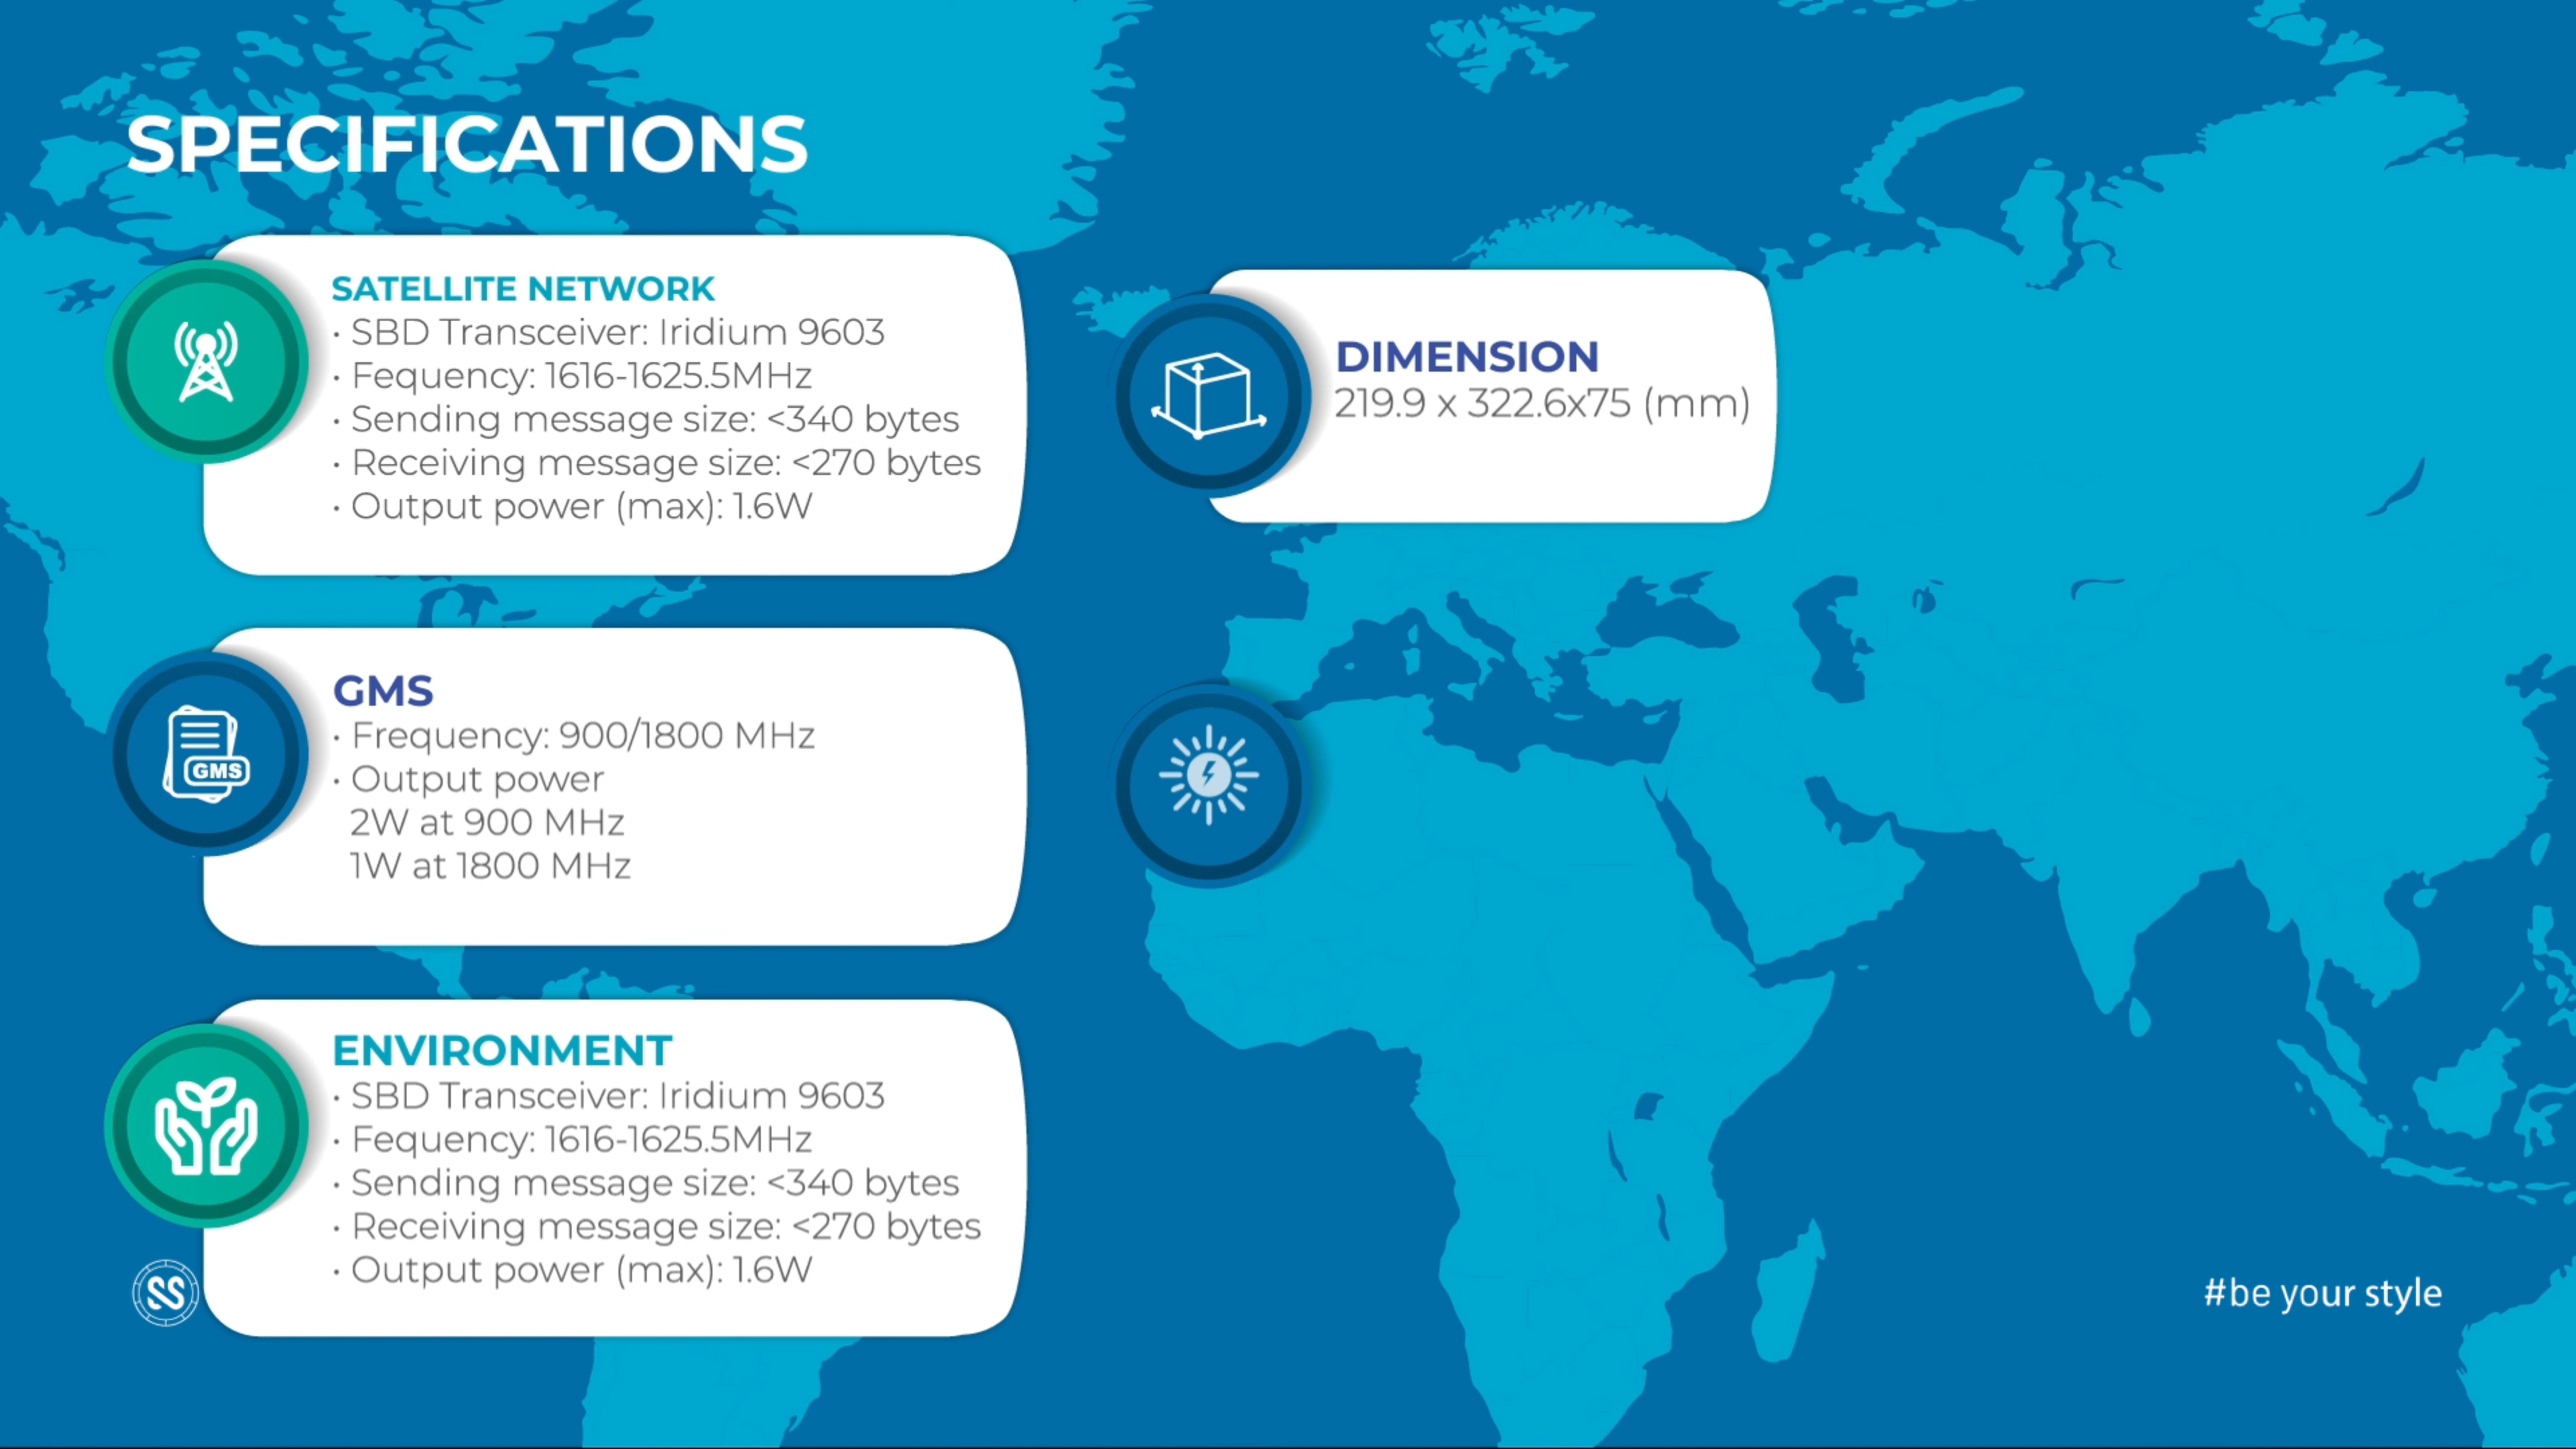 SPECIFICATIONS
SATELLITE NETWORK
• SBD Transceiver: Iridium 9603
• Fequency: 1616-1625.5MHz
• Sending message size: <340 bytes
• Receiving message size: <270 bytes
• Output power (max): 1.6W
GMS
GMS
• Frequency: 900/1800 MHz
• Output power
2W at 900 MHz
1W at 1800 MHz
ENVIRONMENT
• SBD Transceiver: Iridium 9603
• Fequency: 1616-1625.5MHz
• Sending message size: <340 bytes
• Receiving message size: <270 bytes
• Output power (max): 1.6W
DIMENSION
219.9 x 322.6x75 (mm)
SS
#be your style